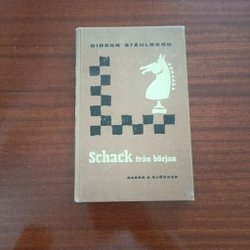 GIDEON STÅHLBERG
Schack från början
RABÉN & SJÖGREN